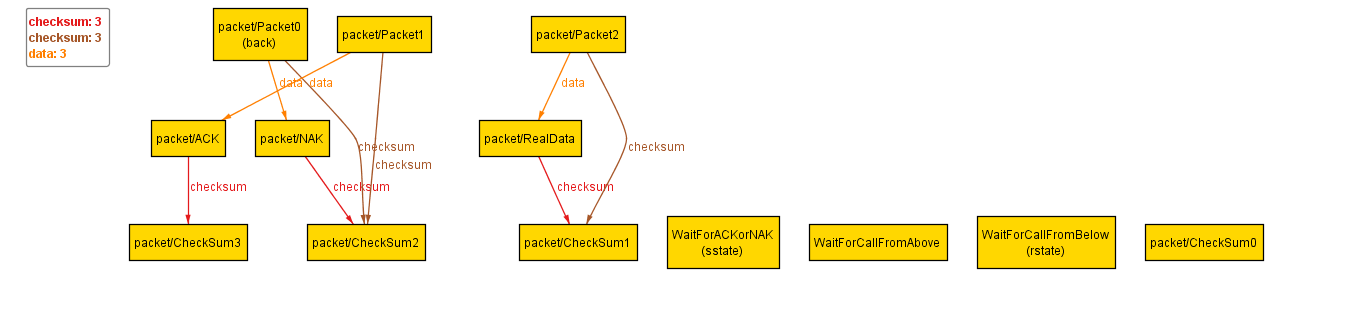 checksum: 3
checksum: 3
data: 3
packet/Packet0
(back)
packet/Packet1
packet/Packet2
data
data
data
packet/ACK
packet/NAK
packet/RealData
checksum
checksum
checksum
checksum
checksum
checksum
packet/CheckSum3
packet/CheckSum2
packet/CheckSum1
WaitForACKorNAK
(sstate)
WaitForCallFromAbove
WaitForCallFromBelow
(rstate)
packet/CheckSum0